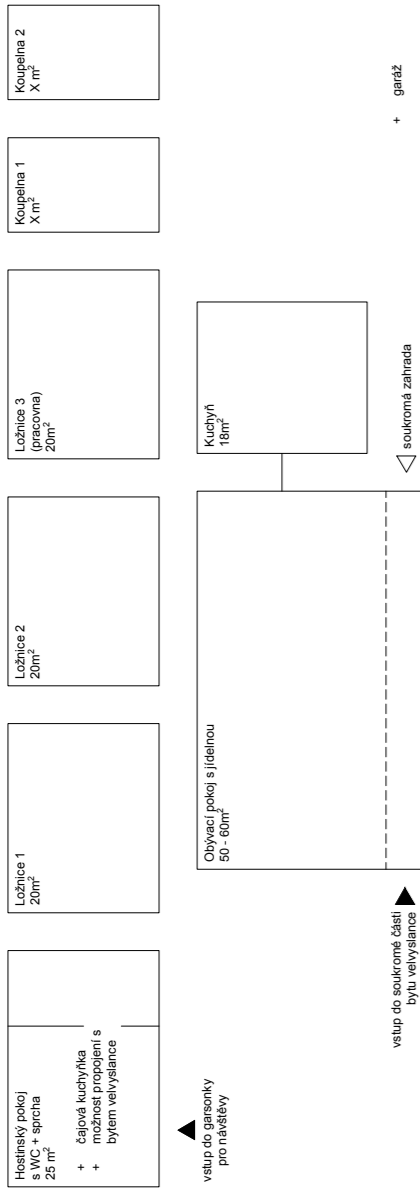 Hostinský pokoj
s WC + sprcha
25 m²
+ čajová kuchyňka
+ možnost propojení s
bytem velvyslance
Ložnice 1
20m²
Ložnice 2
20m²
Ložnice 3
(pracovna)
20m²
Koupelna 1
X m²
Koupelna 2
X m²
vstup do garsonky
pro návštěvy
Obývací pokoj s jídelnou
50 - 60m²
Kuchyň
18m²
vstup do soukromé části
bytu velvyslance
soukromá zahrada
+ garáž